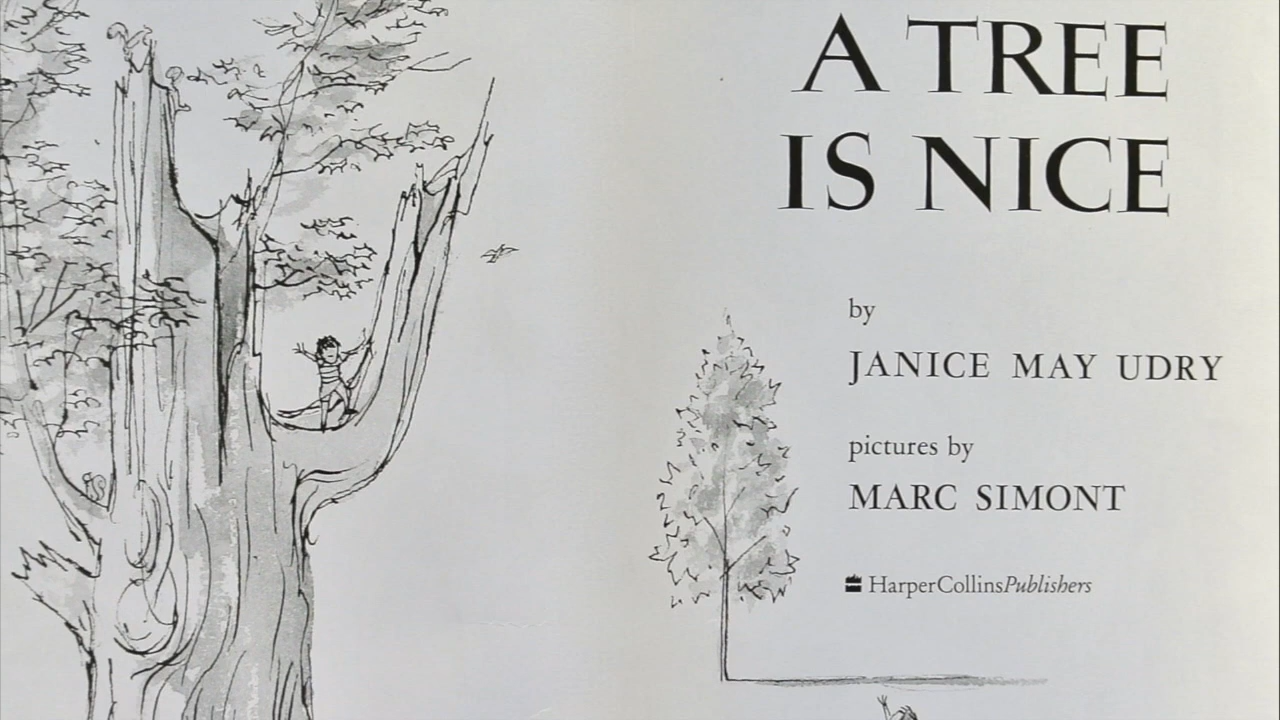 A TREE
IS NICE
by
JANICE MAY UDRY
pictures by
MARC SIMONT
HarperCollinsPublishers